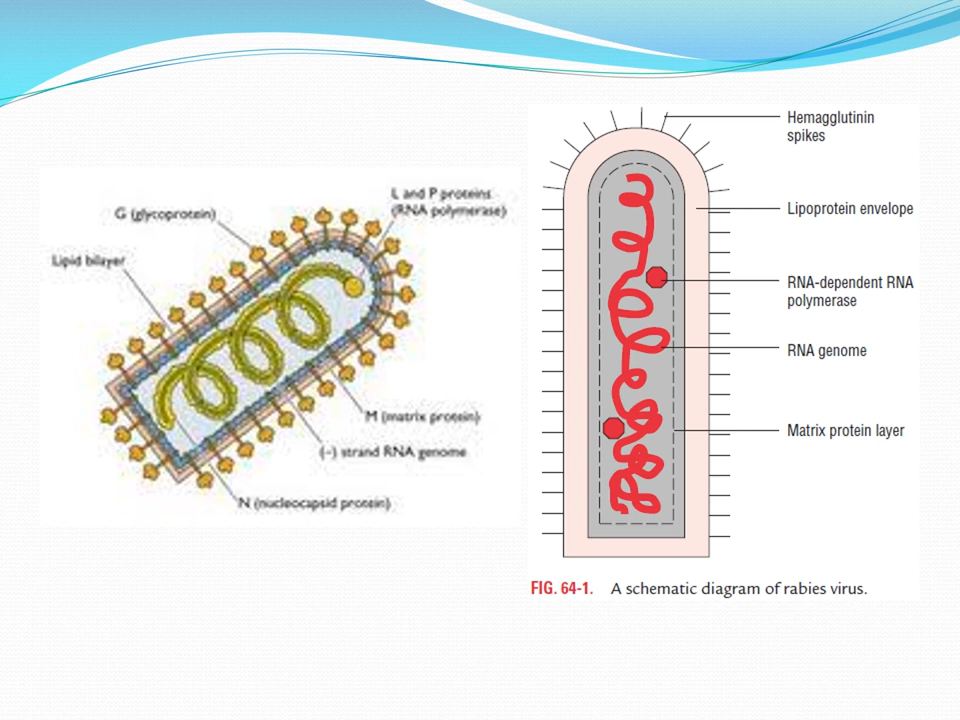 L and P proteins
(RNA polymerase)
G (glycoprotein)
Lipid bilayer
M (matrix protein)
(-) strand RNA genome
N (nucleocapsid protein)
Hemagglutinin
spikes
Lipoprotein envelope
RNA-dependent RNA
polymerase
RNA genome
Matrix protein layer
FIG. 64-1. A schematic diagram of rabies virus.